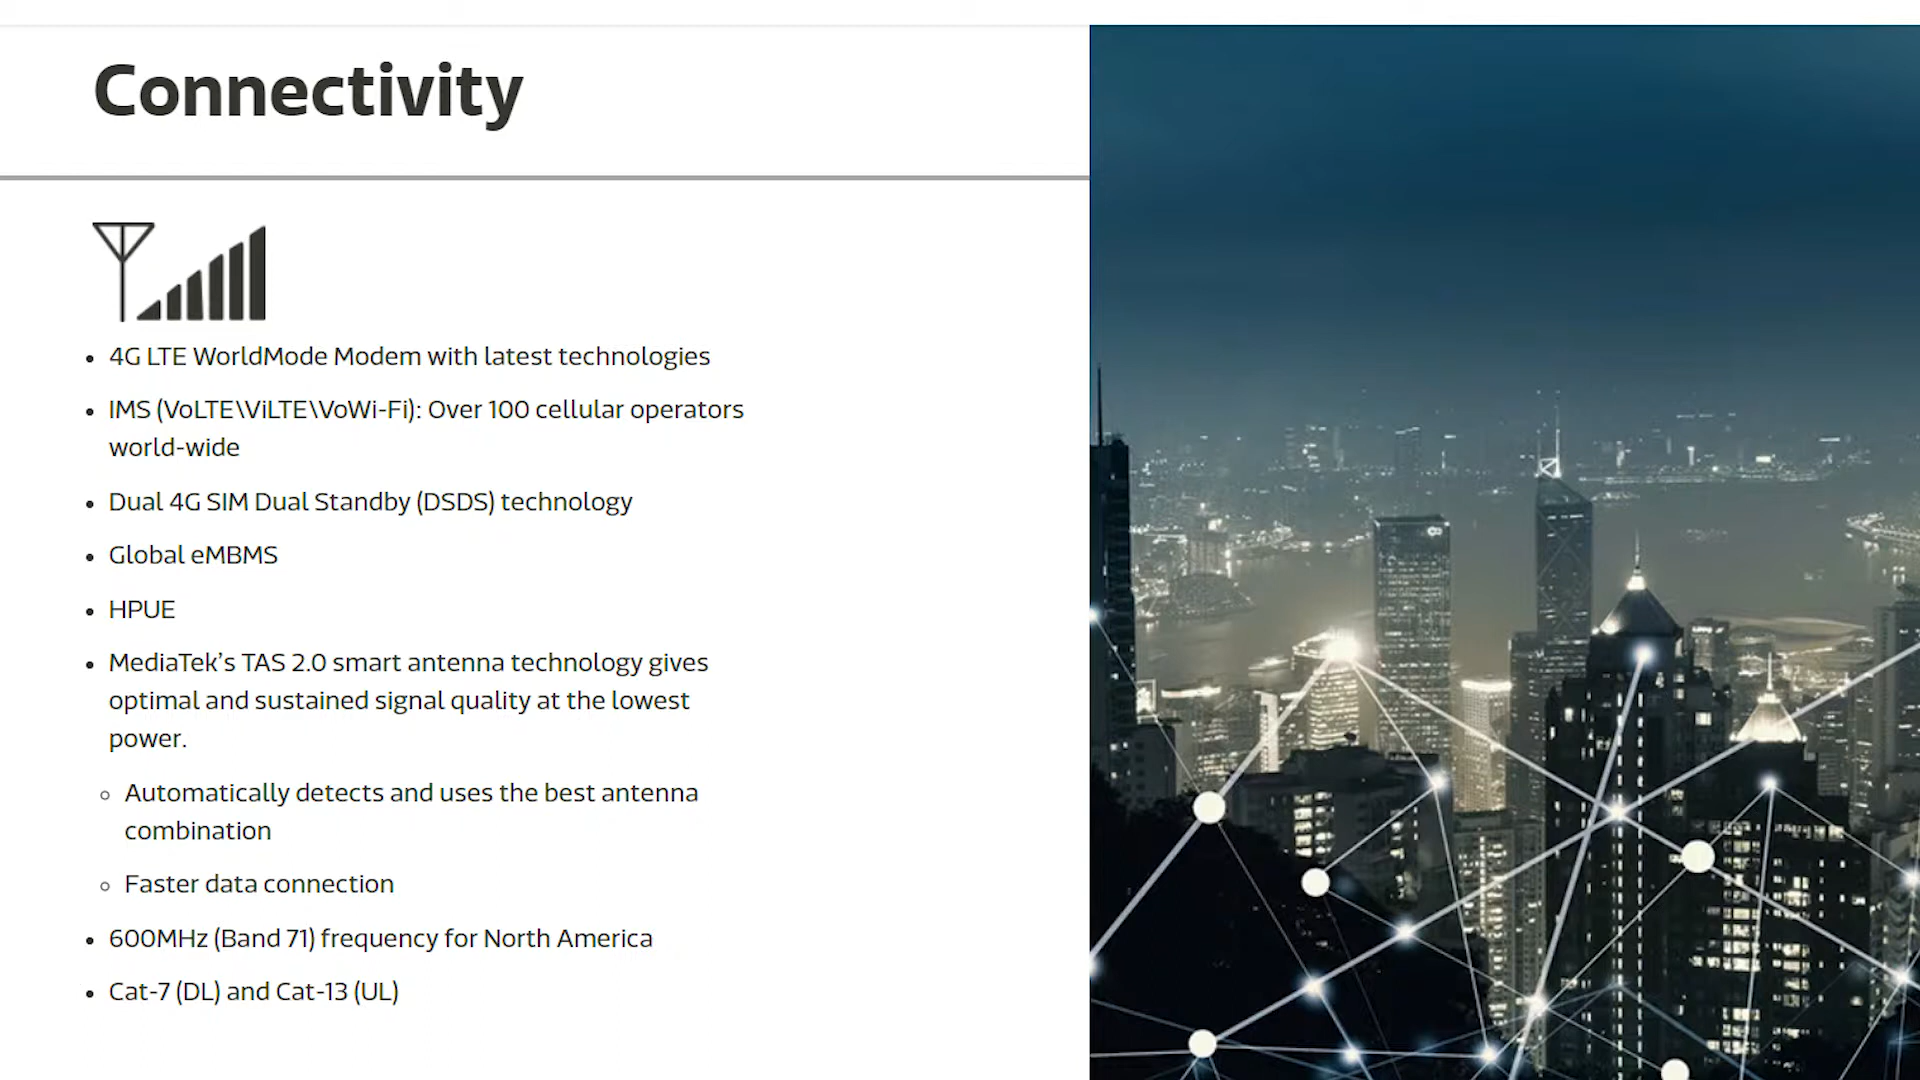 Connectivity
4G LTE WorldMode Modem with latest technologies
IMS (VoLTE\ViLTE\VoWi-Fi): Over 100 cellular operators
world-wide
Dual 4G SIM Dual Standby (DSDS) technology
Global eMBMS
HPUE
MediaTek’s TAS 2.0 smart antenna technology gives
optimal and sustained signal quality at the lowest
power.
Automatically detects and uses the best antenna
combination
Faster data connection
600MHz (Band 71) frequency for North America
Cat-7 (DL) and Cat-13 (UL)